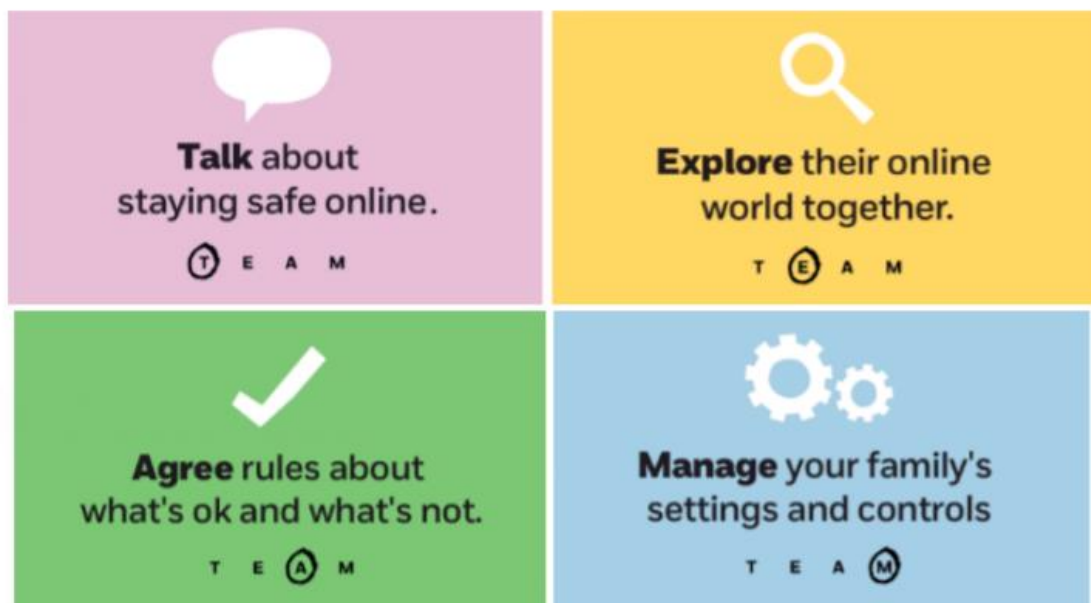 Talk about
staying safe online.
T E A M
Explore their online
world together.
T E A M
Agree rules about
what's ok and what's not.
T E A M
Manage your family's
settings and controls
T E A M